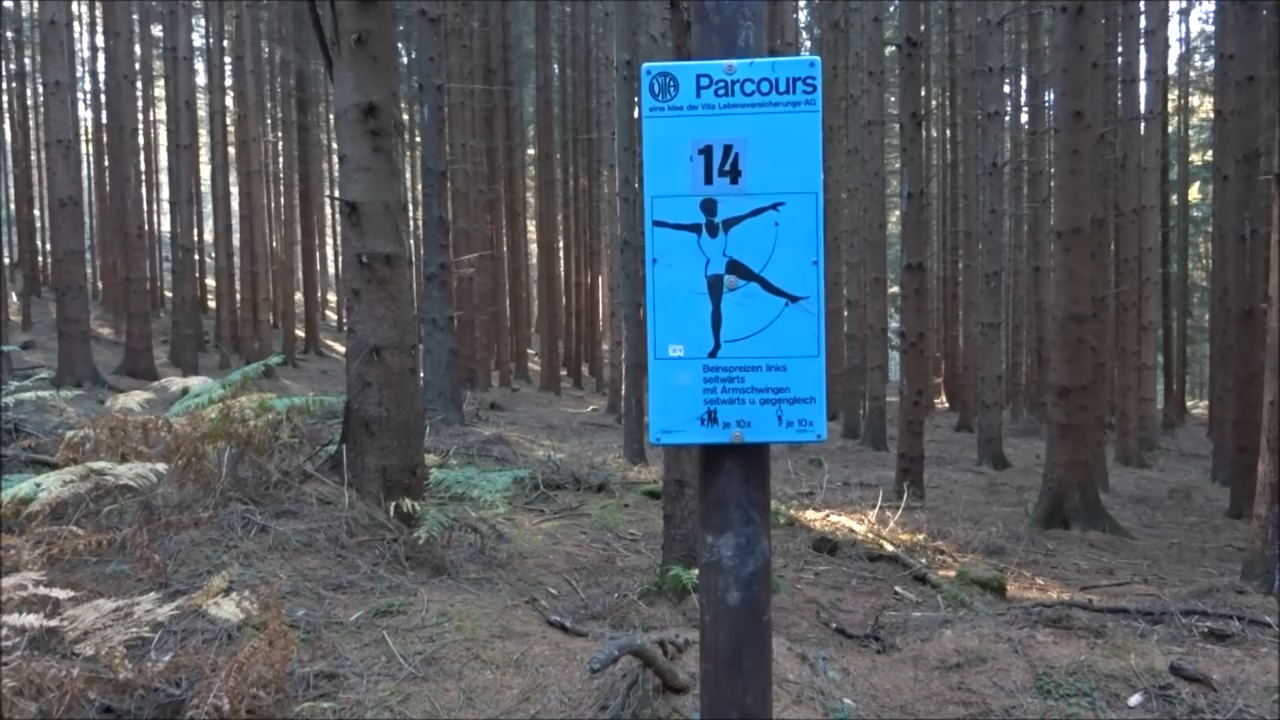 VITA Parcours
eine Idee der Vita Lebensversicherungs-AG
14
Beinspreizen links
seitwärts
mit Armschwingen
seitwärts u. gegengleich
je 10x je 10x